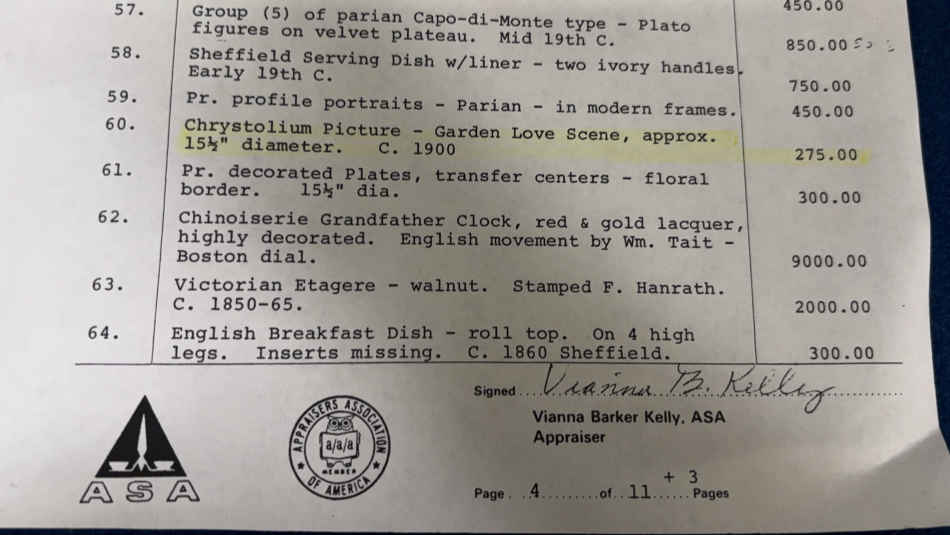 450.00
57. Group (5) of parian Capo-di-Monte type - Plato
figures on velvet plateau. Mid 19th C.
850.00
58. Sheffield Serving Dish w/liner - two ivory handles.
Early 19th C.
750.00
59. Pr. profile portraits - Parian - in modern frames. 450.00
60. Chrystolium Picture - Garden Love Scene, approx.
15½" diameter. C. 1900 275.00
61. Pr. decorated Plates, transfer centers - floral
border. 15½" dia. 300.00
62. Chinoiserie Grandfather Clock, red & gold lacquer,
highly decorated. English movement by Wm. Tait -
Boston dial. 9000.00
63. Victorian Etagere - walnut. Stamped F. Hanrath.
C. 1850-65. 2000.00
64. English Breakfast Dish - roll top. On 4 high
legs. Inserts missing. C. 1860 Sheffield. 300.00
Signed Vianna B. Kelley
Vianna Barker Kelly, ASA
Appraiser
+ 3
Page 4 of 11 Pages
ASA
APPRAISERS ASSOCIATION
a/a/a
MEMBER
OF AMERICA